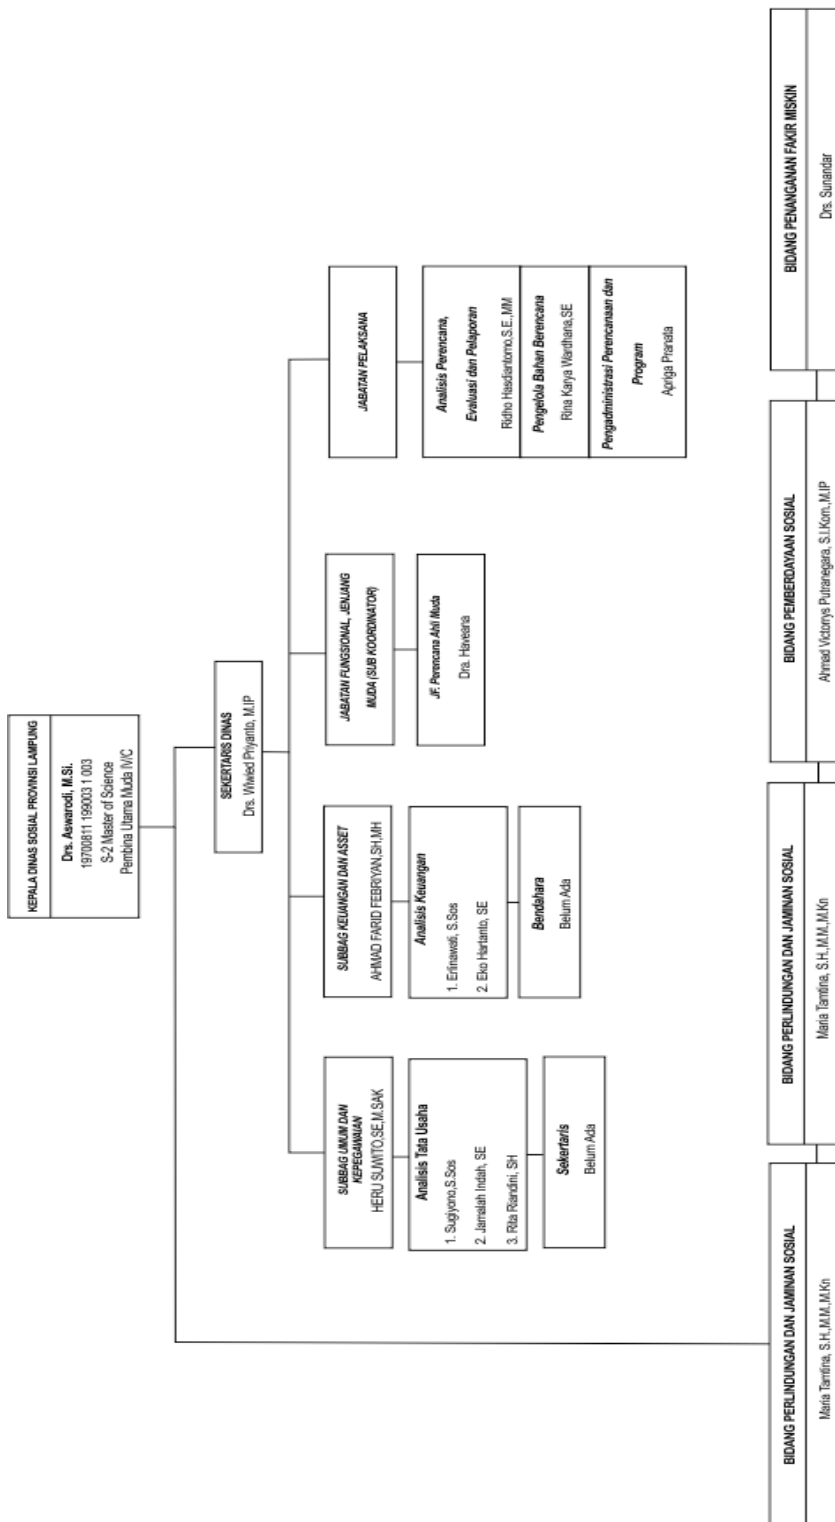 KEPALA DINAS SOSIAL PROVINSI LAMPUNG
Drs. Aswarodi, M.Si.
19700811 199003 1 003
S-2 Master of Science
Pembina Utama Muda IV/C
SEKERTARIS DINAS
Drs. Wiwied Priyanto, M.IP
SUBBAG UMUM DAN
KEPEGAWAIAN
HERU SUWITO,SE,M.SAK
Analisis Tata Usaha
1. Sugiyono,S.Sos
2. Jamalah Indah, SE
3. Rita Riandini, SH
Sekertaris
Belum Ada
SUBBAG KEUANGAN DAN ASSET
AHMAD FARID FEBRIYAN,SH,MH
Analisis Keuangan
1. Erlinawati, S.Sos
2. Eko Hartanto, SE
Bendahara
Belum Ada
JABATAN FUNGSIONAL, JENJANG
MUDA (SUB KOORDINATOR)
JF. Perencana Ahli Muda
Dra. Haveana
JABATAN PELAKSANA
Analisis Perencana,
Evaluasi dan Pelaporan
Ridho Hasdiantomo,S.E.,MM
Pengelola Bahan Berencana
Rina Karya Wardhana,SE
Pengadministrasi Perencanaan dan
Program
Apriga Pranata
BIDANG PERLINDUNGAN DAN JAMINAN SOSIAL
Maria Tamtina, S.H.,M.M.,M.Kn
BIDANG PERLINDUNGAN DAN JAMINAN SOSIAL
Maria Tamtina, S.H.,M.M.,M.Kn
BIDANG PEMBERDAYAAN SOSIAL
Ahmad Victorrys Putranegara, S.I.Kom.,M.IP
BIDANG PENANGANAN FAKIR MISKIN
Drs. Sunandar